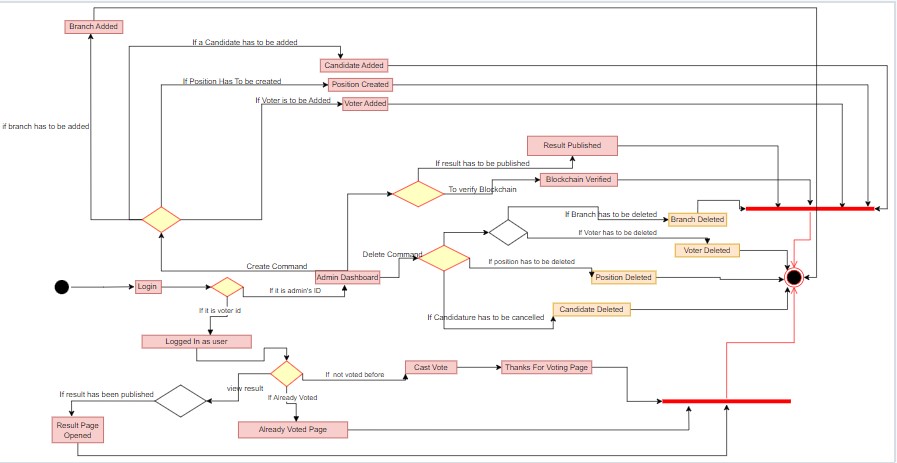 Branch Added
If a Candidate has to be added
Candidate Added
If Position Has To be created
Position Created
If Voter is to be Added
Voter Added
if branch has to be added
Result Published
If result has to be published
Blockchain Verified
To verify Blockchain
If Branch has to be deleted
Branch Deleted
If Voter has to be deleted
Voter Deleted
Delete Command
If position has to be deleted
Create Command
Admin Dashboard
Position Deleted
Login
If it is admin's ID
If it is voter id
Candidate Deleted
If Candidature has to be cancelled
Logged In as user
If not voted before
Cast Vote
Thanks For Voting Page
view result
If result has been published
If Already Voted
Result Page
Opened
Already Voted Page